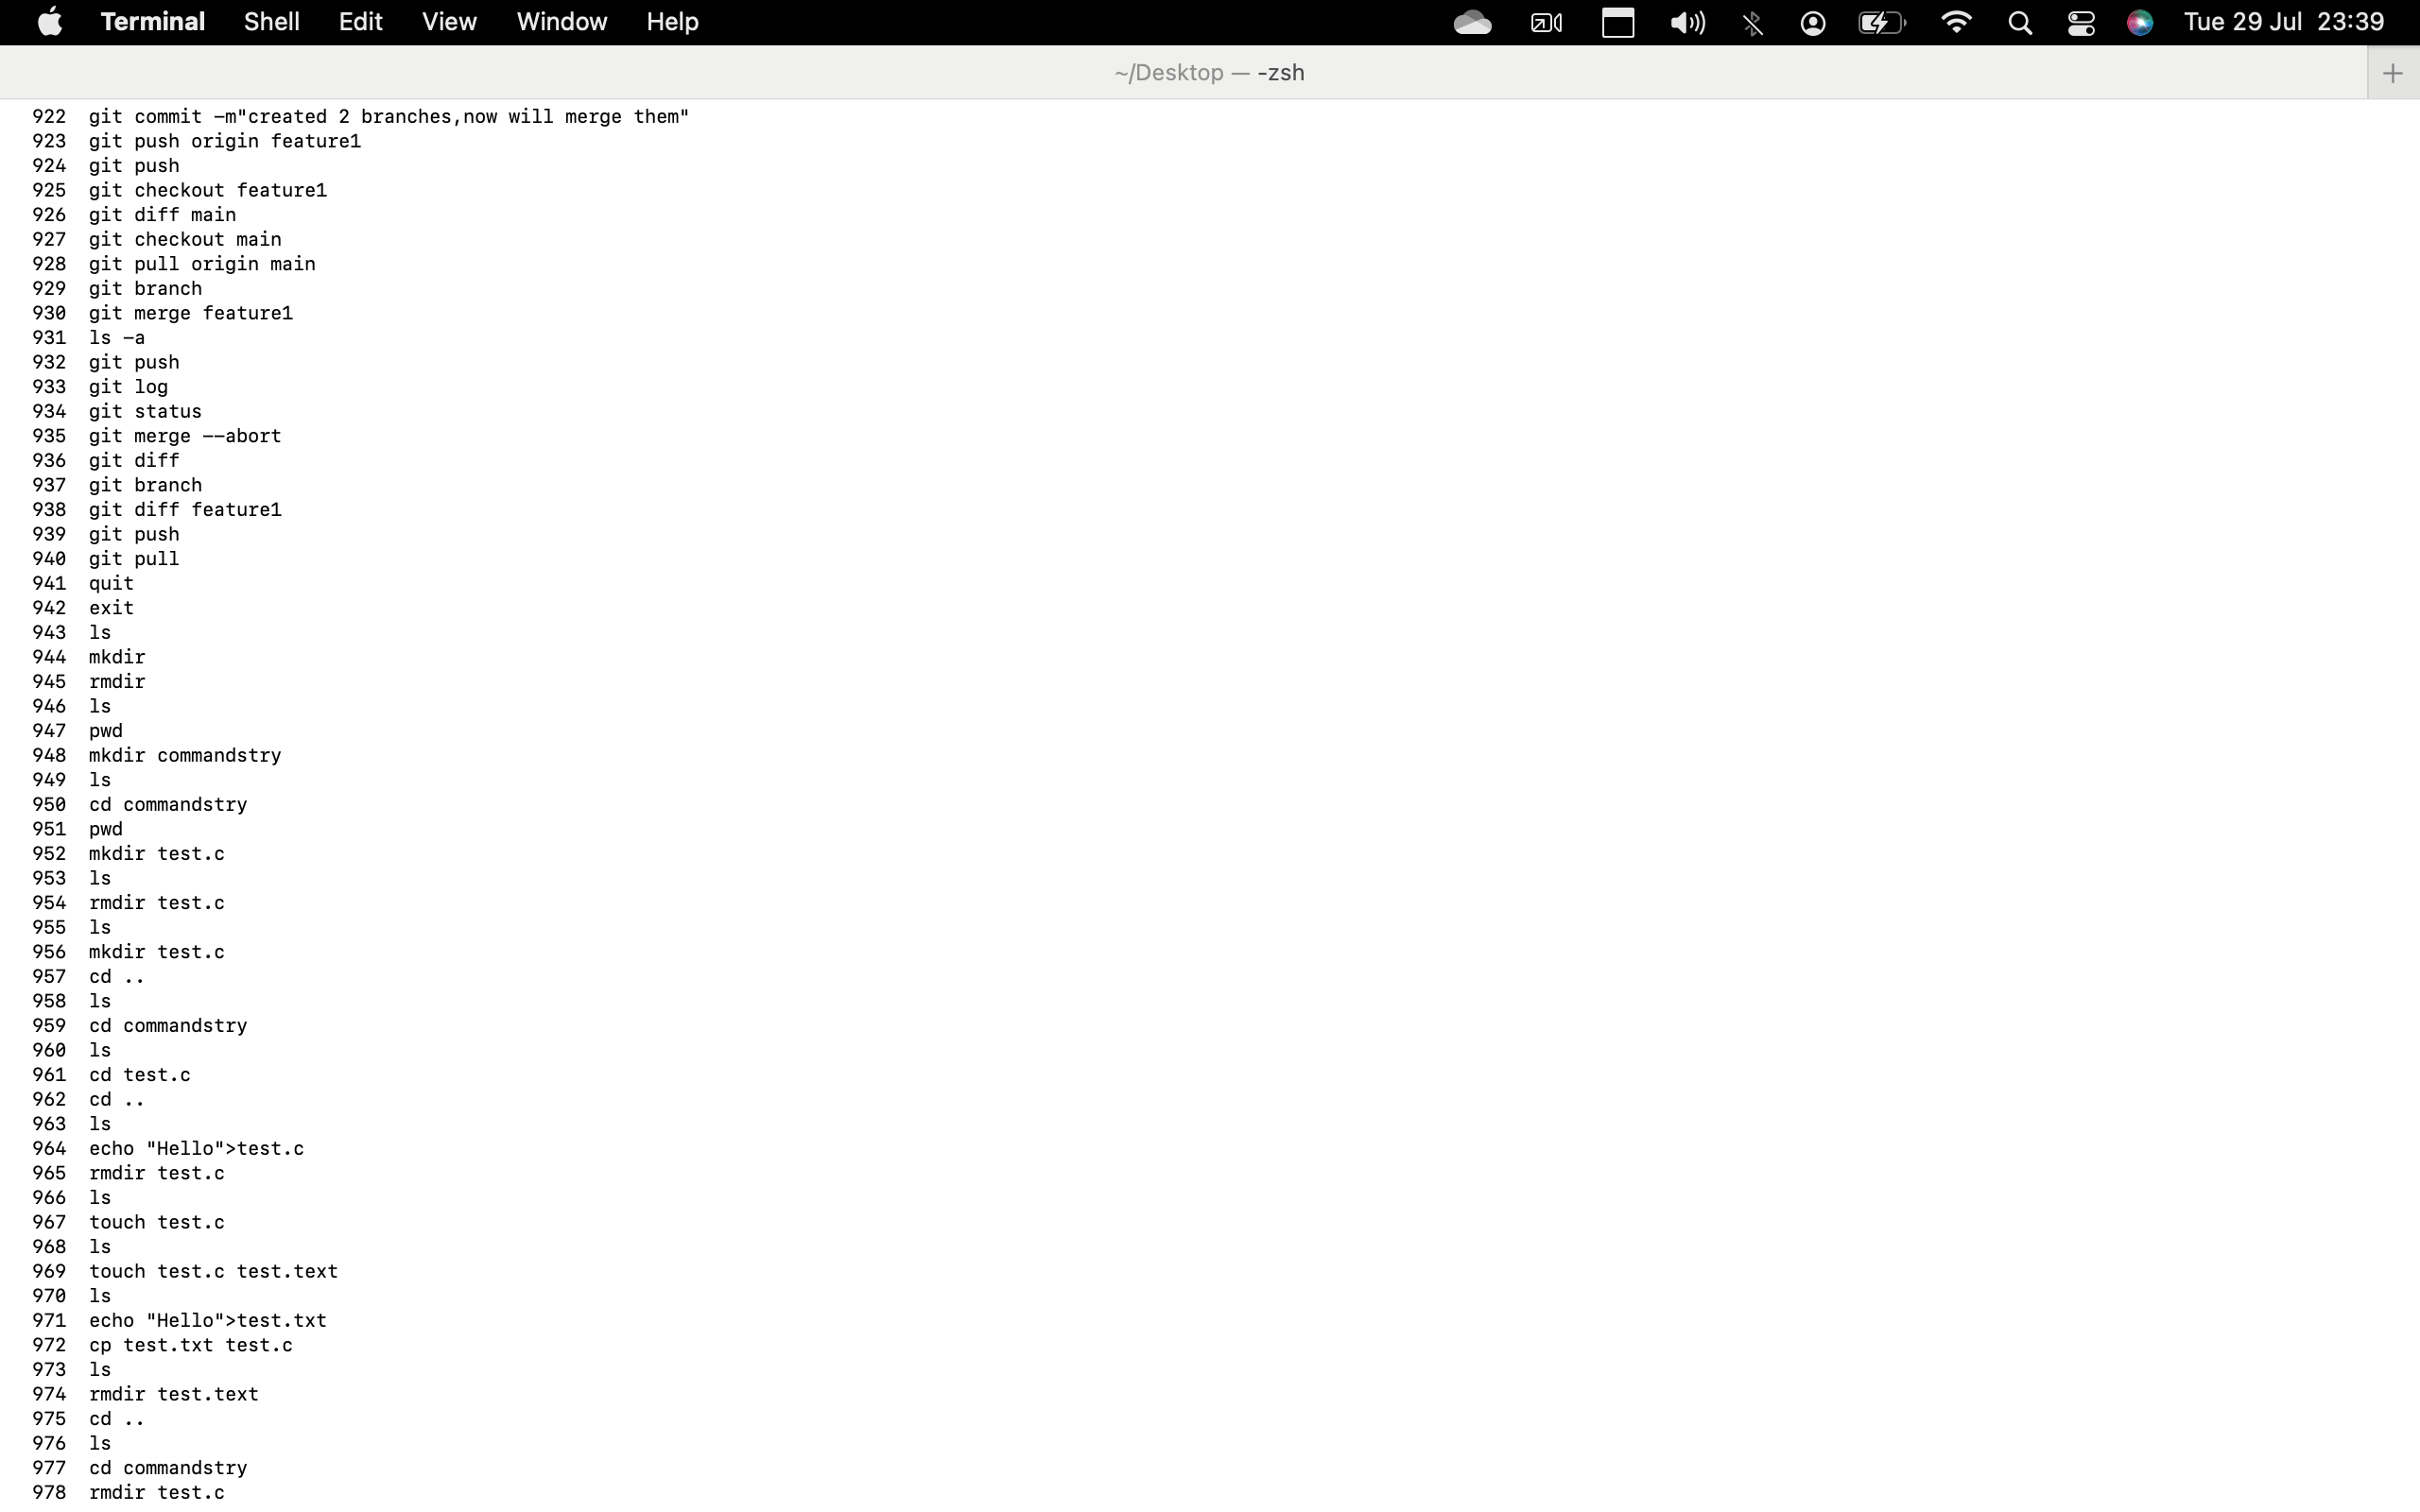 Terminal Shell Edit View Window Help Tue 29 Jul 23:39
~/Desktop — -zsh
922 git commit -m"created 2 branches,now will merge them"
923 git push origin feature1
924 git push
925 git checkout feature1
926 git diff main
927 git checkout main
928 git pull origin main
929 git branch
930 git merge feature1
931 ls -a
932 git push
933 git log
934 git status
935 git merge --abort
936 git diff
937 git branch
938 git diff feature1
939 git push
940 git pull
941 quit
942 exit
943 ls
944 mkdir
945 rmdir
946 ls
947 pwd
948 mkdir commandstry
949 ls
950 cd commandstry
951 pwd
952 mkdir test.c
953 ls
954 rmdir test.c
955 ls
956 mkdir test.c
957 cd ..
958 ls
959 cd commandstry
960 ls
961 cd test.c
962 cd ..
963 ls
964 echo "Hello">test.c
965 rmdir test.c
966 ls
967 touch test.c
968 ls
969 touch test.c test.text
970 ls
971 echo "Hello">test.txt
972 cp test.txt test.c
973 ls
974 rmdir test.text
975 cd ..
976 ls
977 cd commandstry
978 rmdir test.c